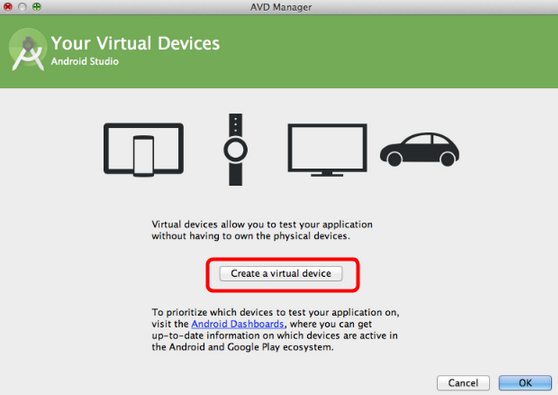 AVD Manager
Your Virtual Devices
Android Studio
Virtual devices allow you to test your application
without having to own the physical devices.
Create a virtual device
To prioritize which devices to test your application on,
visit the Android Dashboards, where you can get
up-to-date information on which devices are active in
the Android and Google Play ecosystem.
Cancel
OK